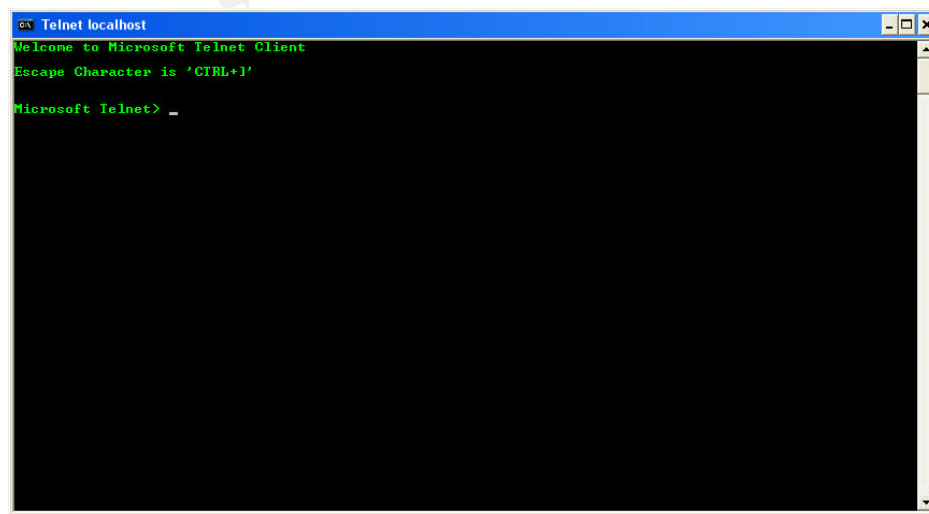 Telnet localhost
Welcome to Microsoft Telnet Client
Escape Character is 'CTRL+]'
Microsoft Telnet> _